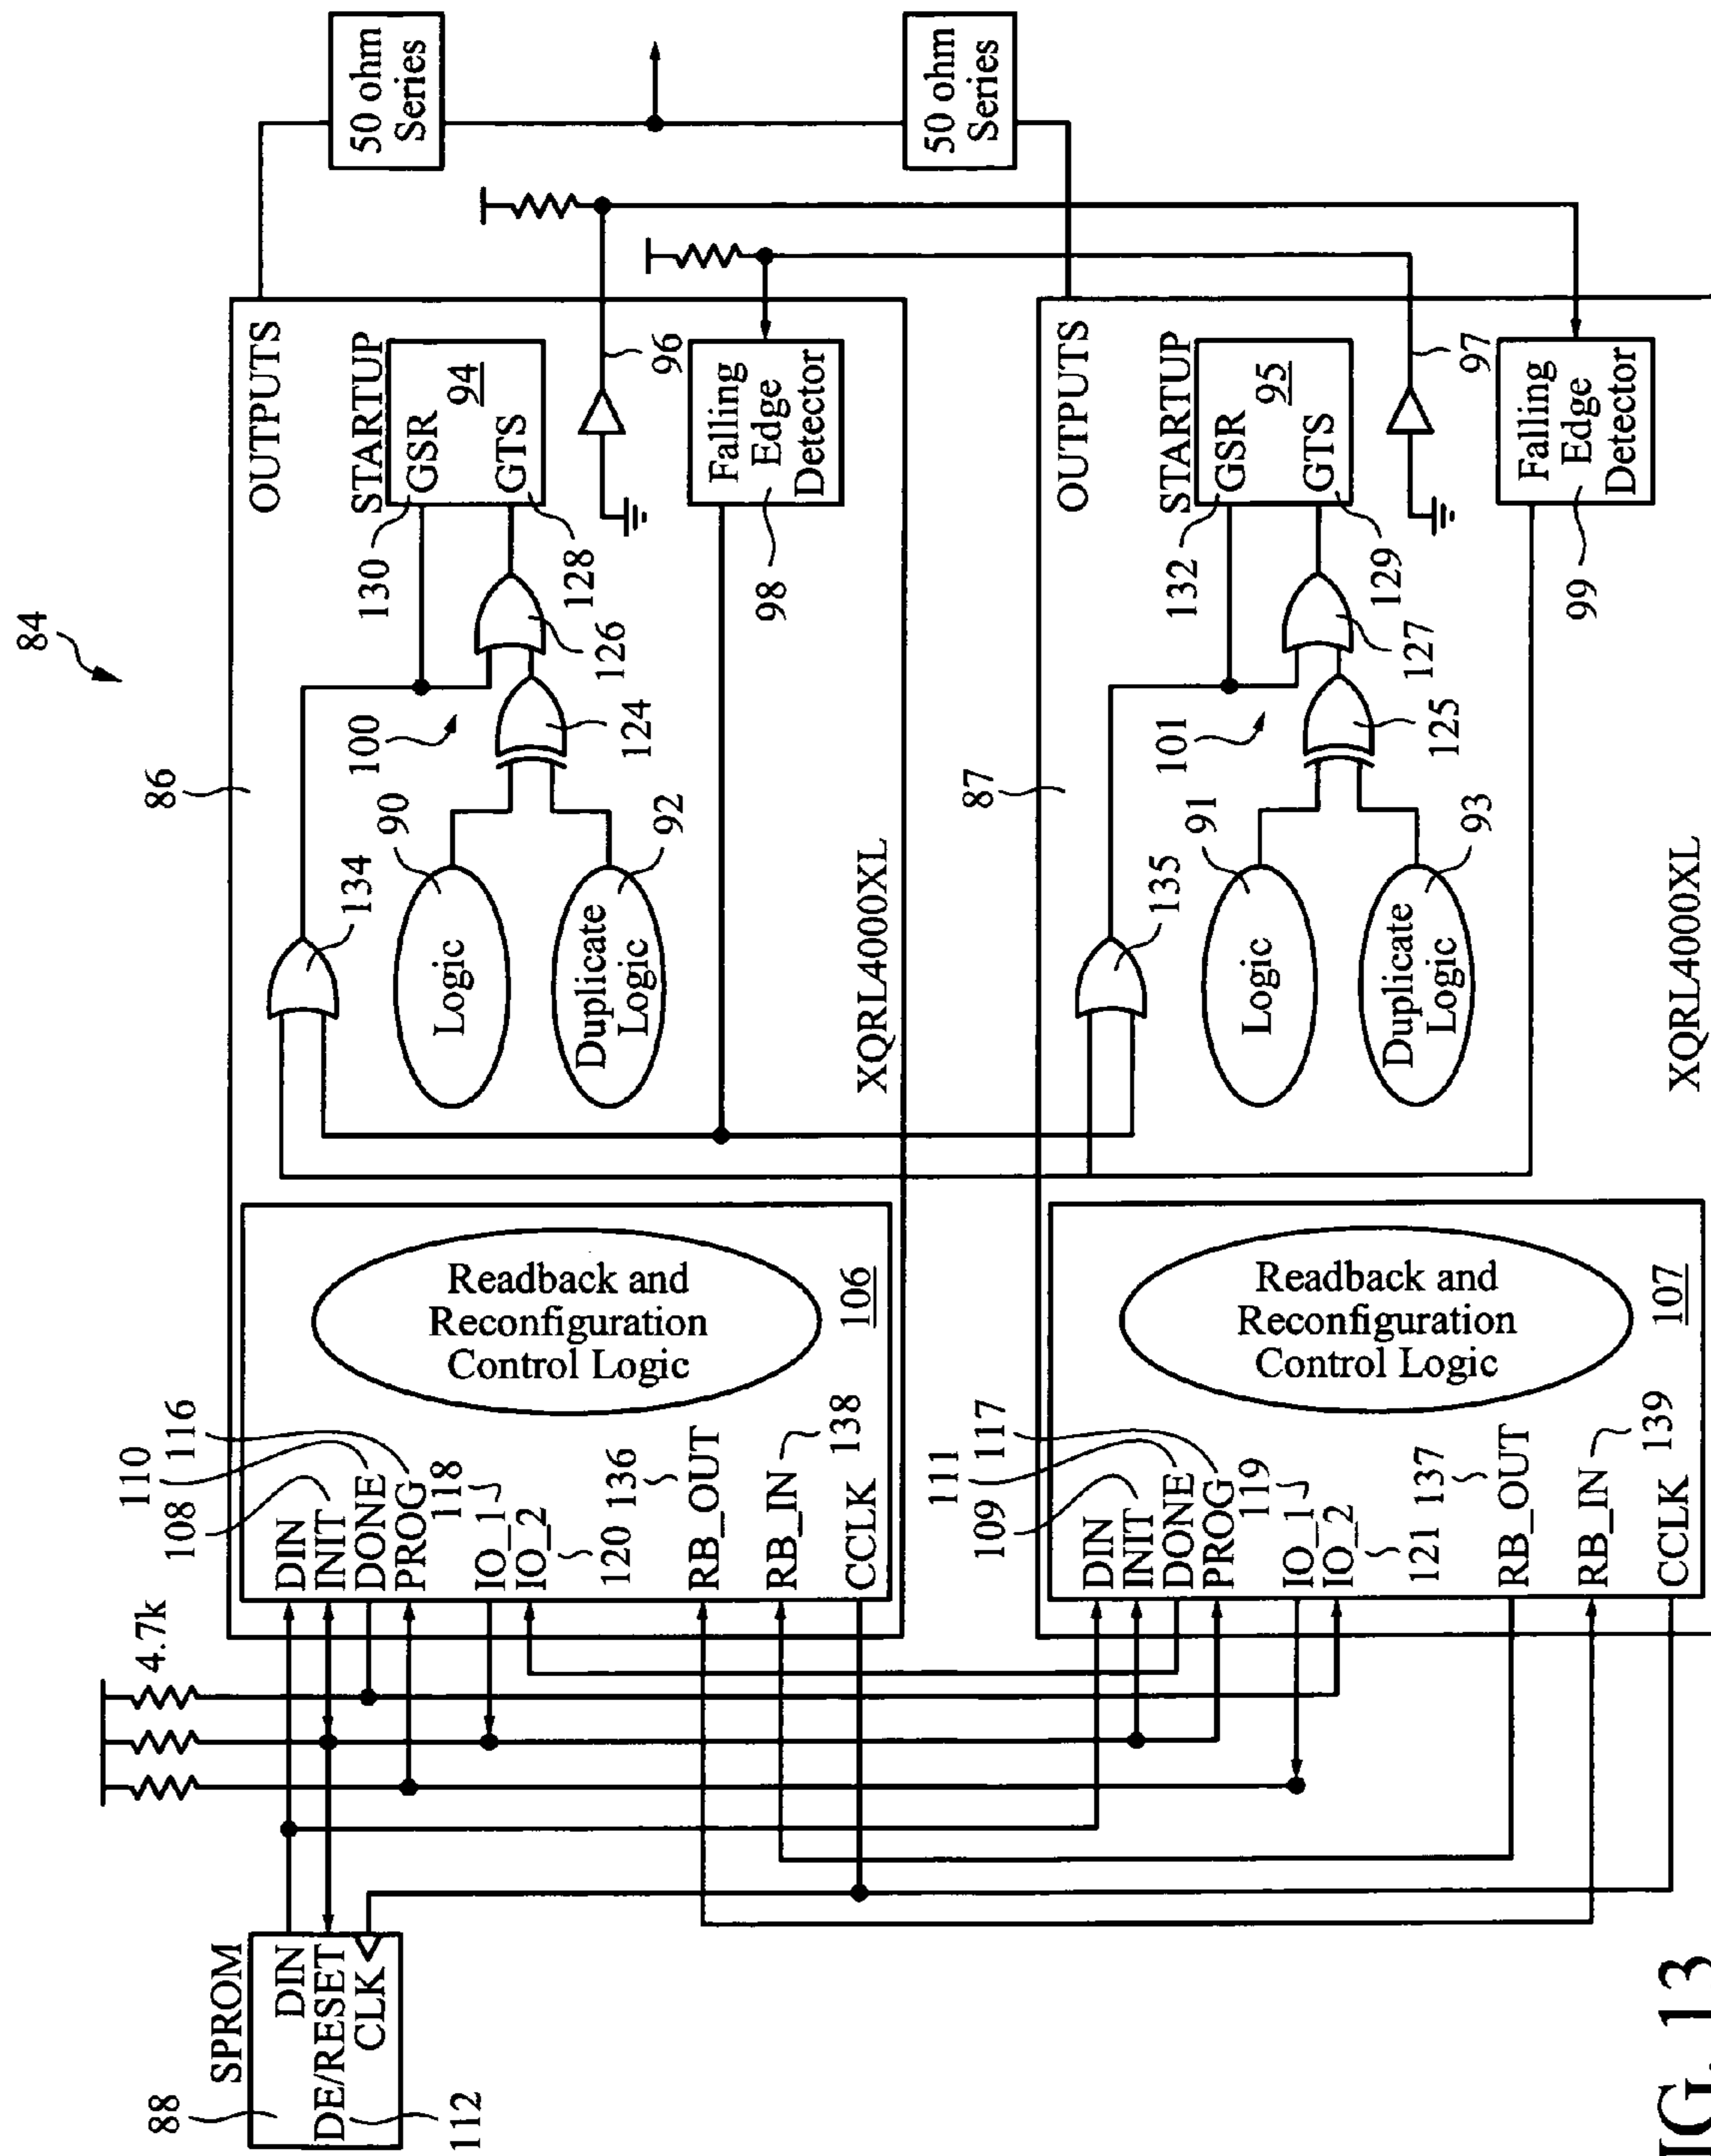 84
88
SPROM
DIN
DE/RESET
CLK
112
4.7k
86
108
110
116
DIN
INIT
DONE
PROG
118
IO_1
IO_2
120
136
RB_OUT
RB_IN
138
CCLK
Readback and
Reconfiguration
Control Logic
106
134
90
Logic
Duplicate
Logic
92
100
124
126
130
128
OUTPUTS
STARTUP
GSR
94
GTS
96
98
Falling
Edge
Detector
XQRL4000XL
50 ohm
Series
50 ohm
Series
87
109
111
117
DIN
INIT
DONE
PROG
119
IO_1
IO_2
121
137
RB_OUT
RB_IN
139
CCLK
Readback and
Reconfiguration
Control Logic
107
135
91
Logic
Duplicate
Logic
93
101
125
127
132
129
OUTPUTS
STARTUP
GSR
95
GTS
97
99
Falling
Edge
Detector
XQRL4000XL
IG. 13